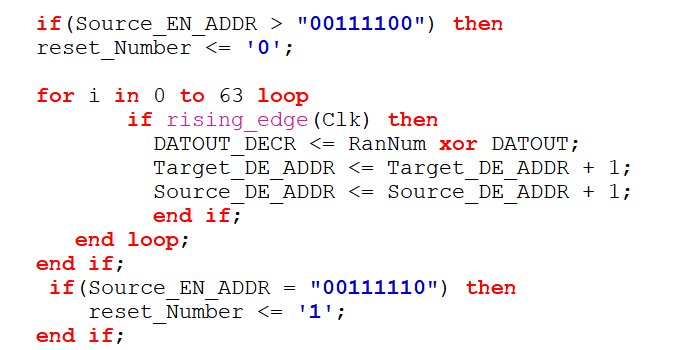 if(Source_EN_ADDR > "00111100") then
reset_Number <= '0';
for i in 0 to 63 loop
if rising_edge(Clk) then
DATOUT_DECR <= RanNum xor DATOUT;
Target_DE_ADDR <= Target_DE_ADDR + 1;
Source_DE_ADDR <= Source_DE_ADDR + 1;
end if;
end loop;
end if;
if(Source_EN_ADDR = "00111110") then
reset_Number <= '1';
end if;